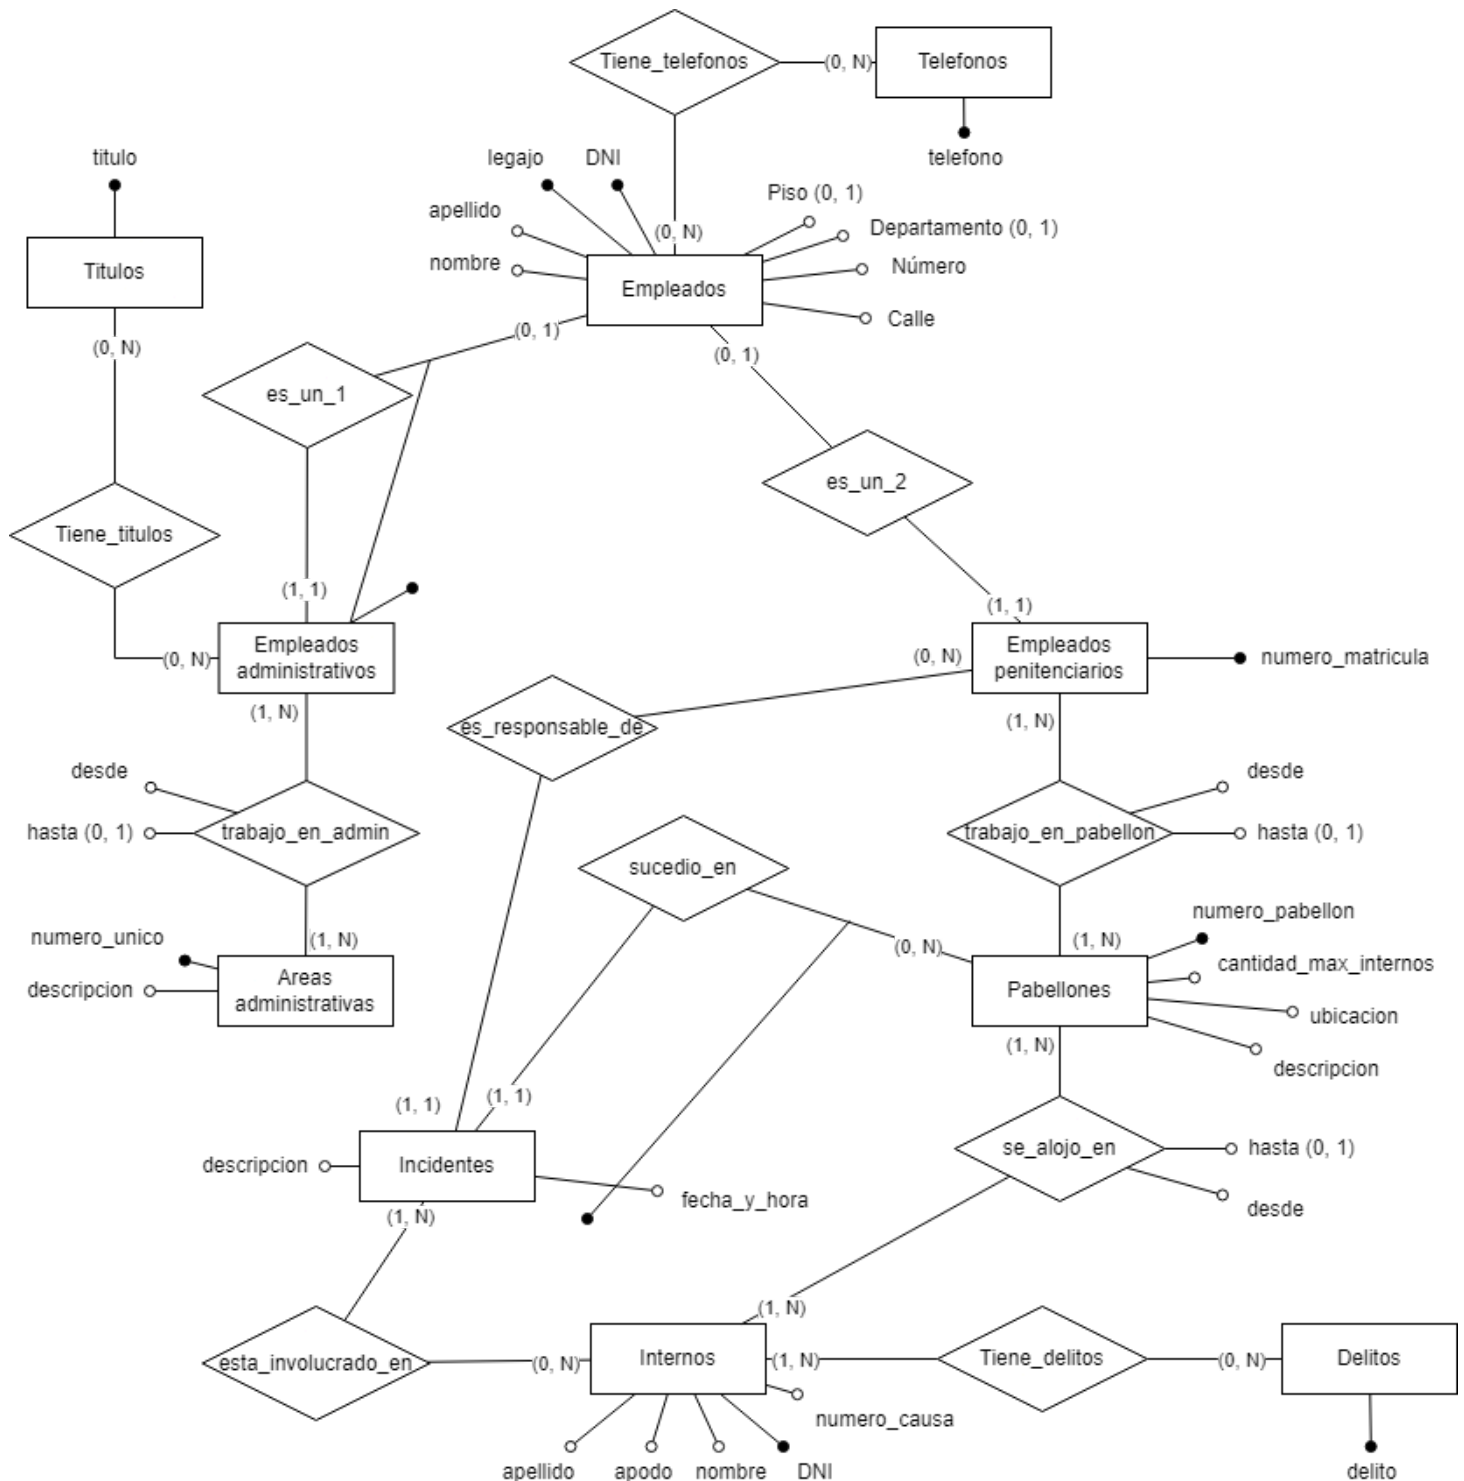 Tiene_telefonos
(0, N)
Telefonos
telefono
titulo
legajo
DNI
Piso (0, 1)
apellido
Departamento (0, 1)
(0, N)
nombre
Número
Titulos
Empleados
Calle
(0, 1)
(0, N)
(0, 1)
es_un_1
es_un_2
Tiene_titulos
(1, 1)
(1, 1)
Empleados
administrativos
(0, N)
(0, N)
Empleados
penitenciarios
numero_matricula
(1, N)
(1, N)
es_responsable_de
desde
desde
hasta (0, 1)
trabajo_en_admin
trabajo_en_pabellon
hasta (0, 1)
sucedio_en
numero_pabellon
numero_unico
(1, N)
(0, N)
(1, N)
cantidad_max_internos
descripcion
Areas
administrativas
Pabellones
ubicacion
(1, N)
descripcion
(1, 1)
(1, 1)
descripcion
Incidentes
se_alojo_en
hasta (0, 1)
fecha_y_hora
desde
(1, N)
(1, N)
esta_involucrado_en
(0, N)
Internos
(1, N)
Tiene_delitos
(0, N)
Delitos
numero_causa
apellido
apodo
nombre
DNI
delito